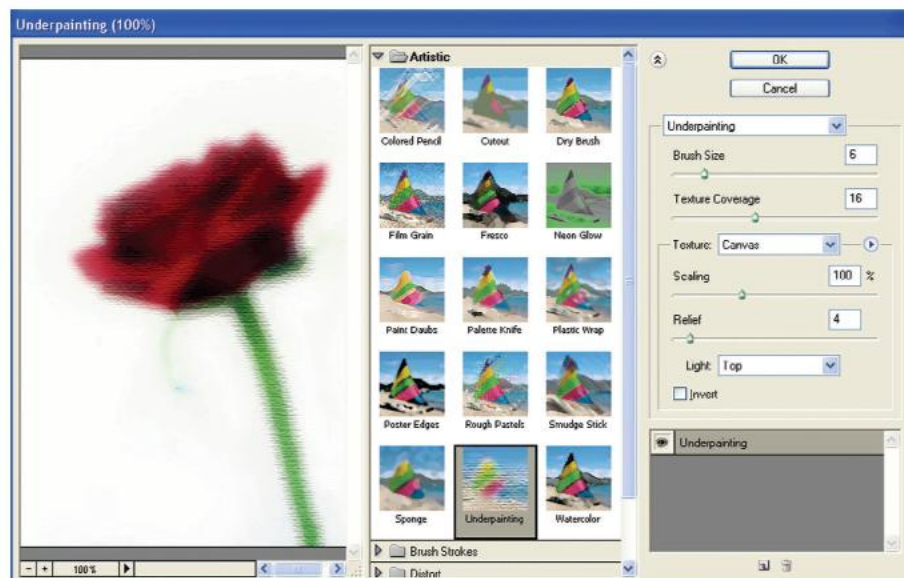 Underpainting (100%)
Artistic
Colored Pencil
Cutout
Dry Brush
Film Grain
Fresco
Neon Glow
Paint Daubs
Palette Knife
Plastic Wrap
Poster Edges
Rough Pastels
Smudge Stick
Sponge
Underpainting
Watercolor
Brush Strokes
Distort
- + 100%
OK
Cancel
Underpainting
Brush Size 6
Texture Coverage 16
Texture: Canvas
Scaling 100 %
Relief 4
Light: Top
Invert
Underpainting